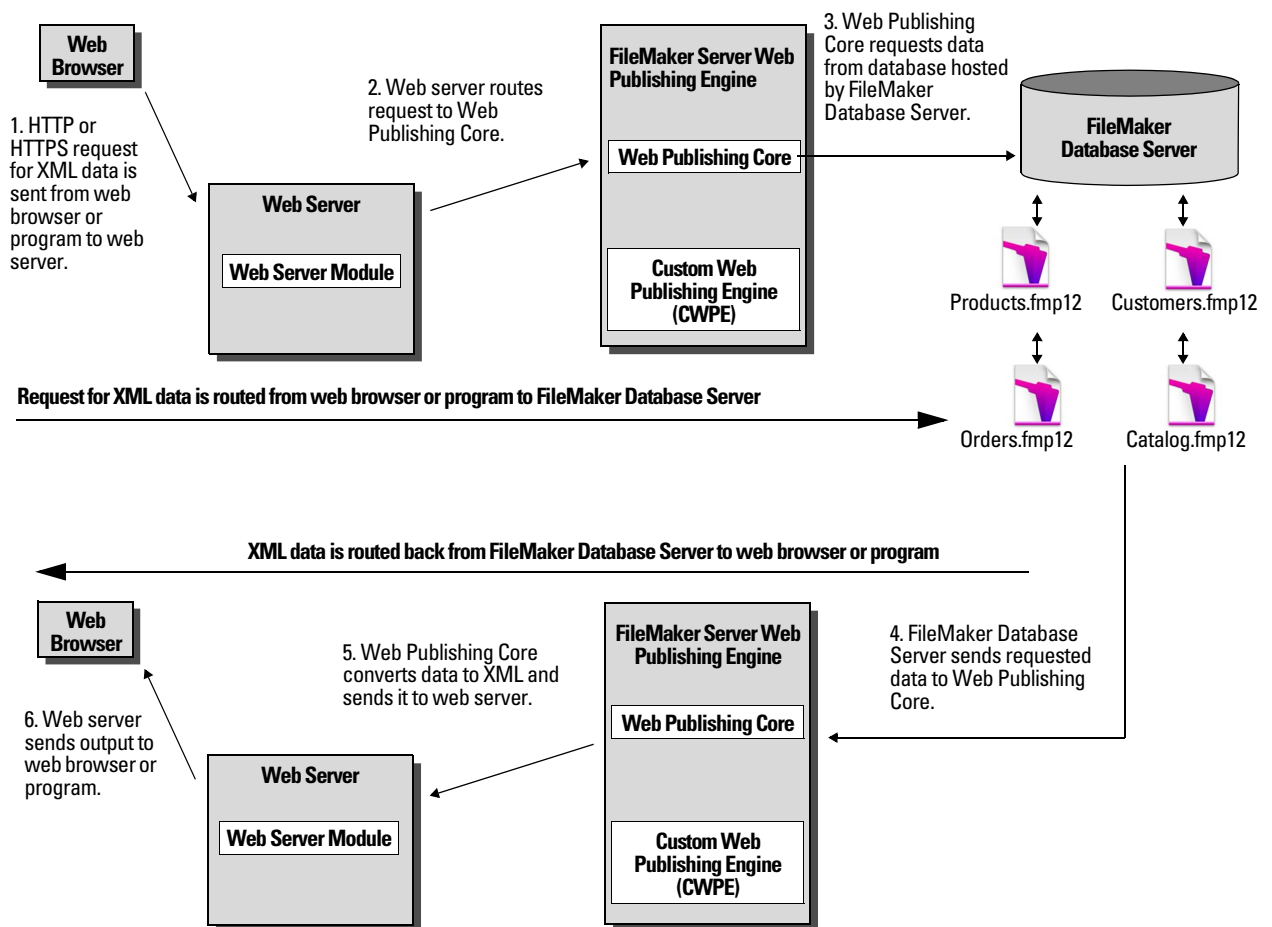 Web
Browser
1. HTTP or
HTTPS request
for XML data is
sent from web
browser or
program to web
server.
Web Server
Web Server Module
2. Web server routes
request to Web
Publishing Core.
FileMaker Server Web
Publishing Engine
Web Publishing Core
Custom Web
Publishing Engine
(CWPE)
3. Web Publishing
Core requests data
from database hosted
by FileMaker
Database Server.
FileMaker
Database Server
Products.fmp12
Customers.fmp12
Orders.fmp12
Catalog.fmp12
Request for XML data is routed from web browser or program to FileMaker Database Server
XML data is routed back from FileMaker Database Server to web browser or program
4. FileMaker Database
Server sends requested
data to Web Publishing
Core.
FileMaker Server Web
Publishing Engine
Web Publishing Core
Custom Web
Publishing Engine
(CWPE)
5. Web Publishing Core
converts data to XML and
sends it to web server.
Web Server
Web Server Module
6. Web server
sends output to
web browser or
program.
Web
Browser